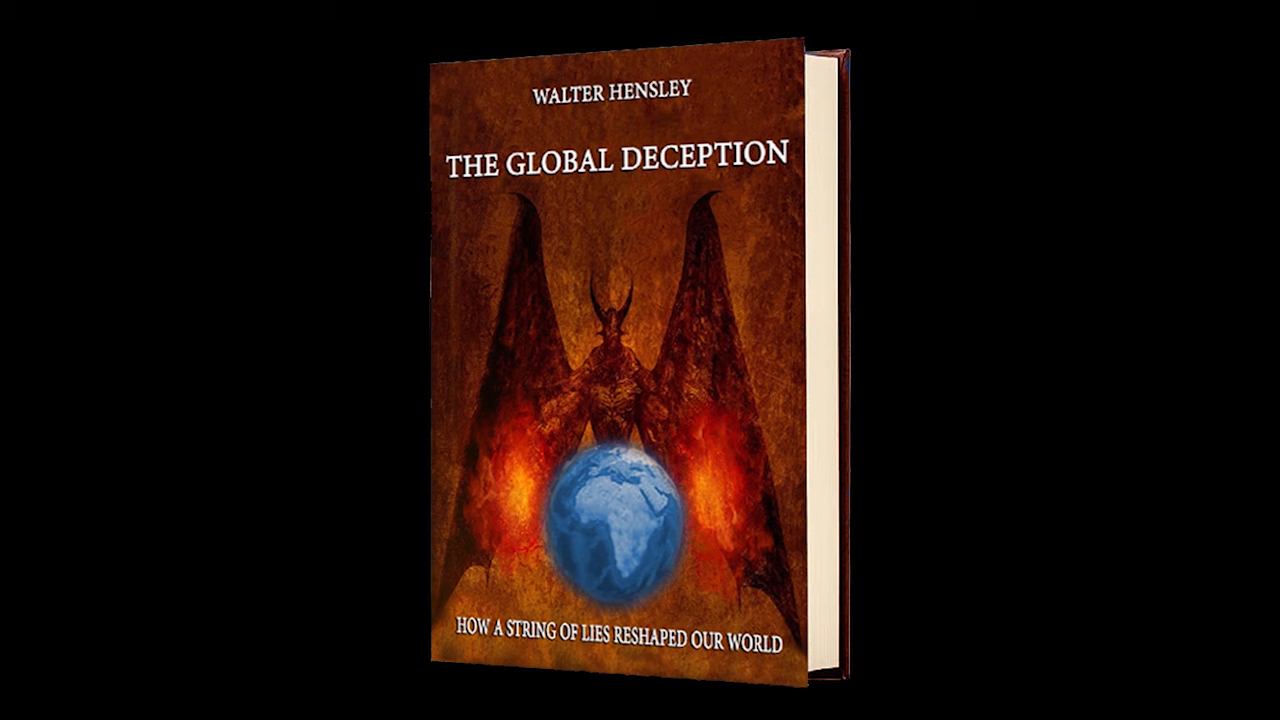 WALTER HENSLEY
THE GLOBAL DECEPTION
HOW A STRING OF LIES RESHAPED OUR WORLD